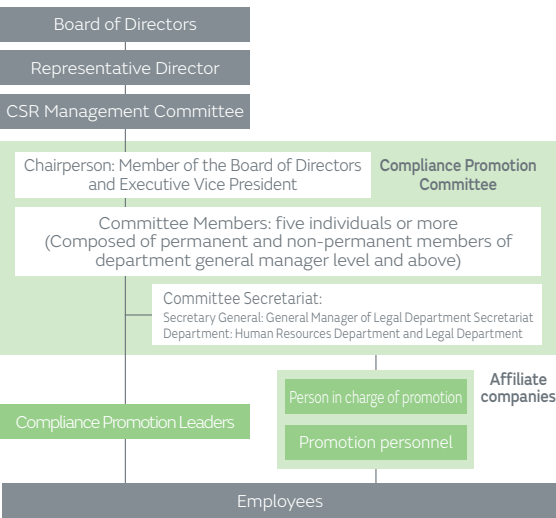 Board of Directors
Representative Director
CSR Management Committee
Chairperson: Member of the Board of Directors
and Executive Vice President
Compliance Promotion
Committee
Committee Members: five individuals or more
(Composed of permanent and non-permanent members of
department general manager level and above)
Committee Secretariat:
Secretary General: General Manager of Legal Department Secretariat
Department: Human Resources Department and Legal Department
Affiliate
companies
Person in charge of promotion
Compliance Promotion Leaders
Promotion personnel
Employees